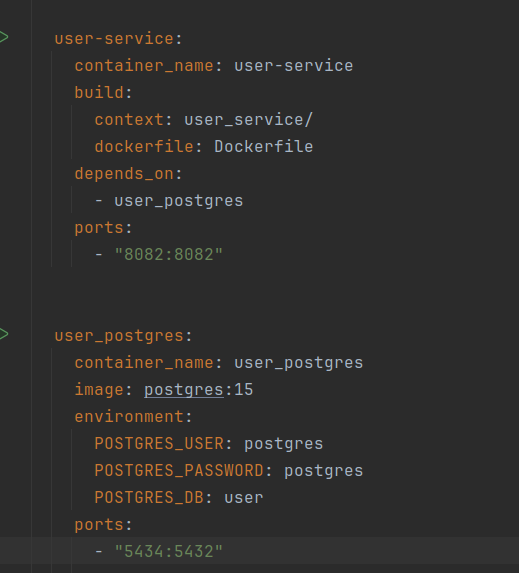 user-service:
container_name: user-service
build:
context: user_service/
dockerfile: Dockerfile
depends_on:
- user_postgres
ports:
- "8082:8082"
user_postgres:
container_name: user_postgres
image: postgres:15
environment:
POSTGRES_USER: postgres
POSTGRES_PASSWORD: postgres
POSTGRES_DB: user
ports:
- "5434:5432"